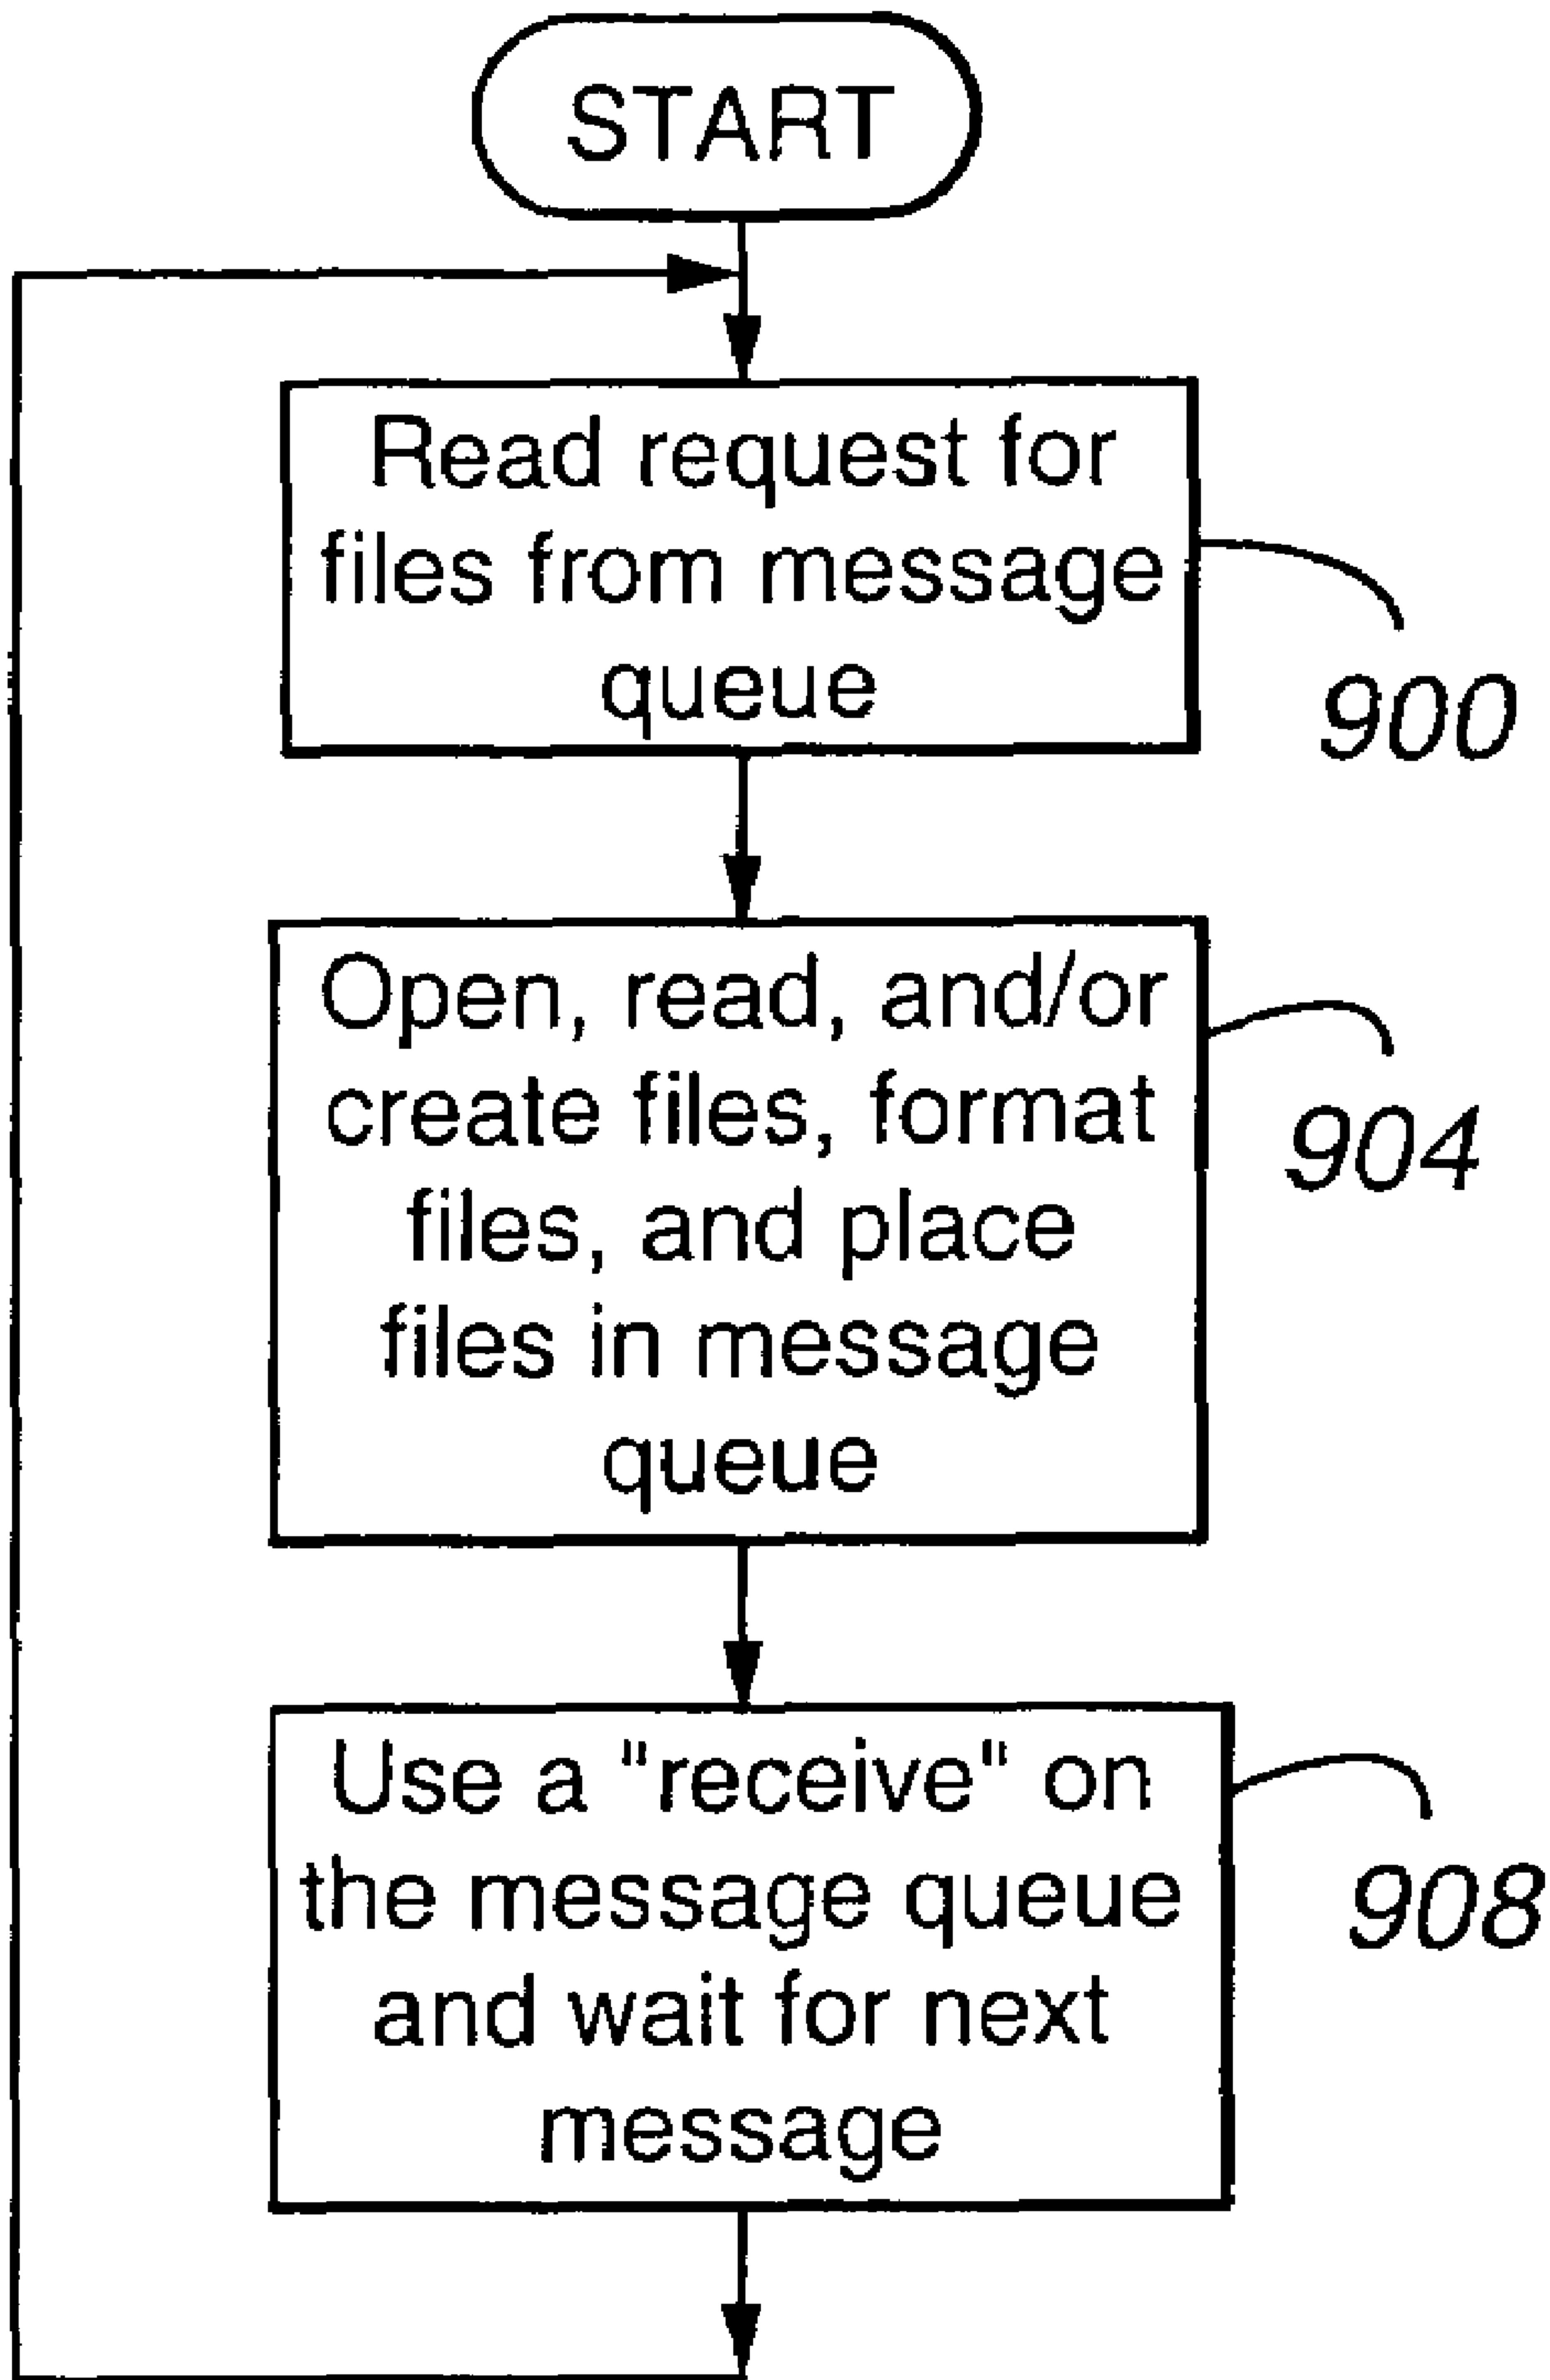 START
Read request for
files from message
queue
900
Open, read, and/or
create files, format
files, and place
files in message
queue
904
Use a "receive" on
the message queue
and wait for next
message
908